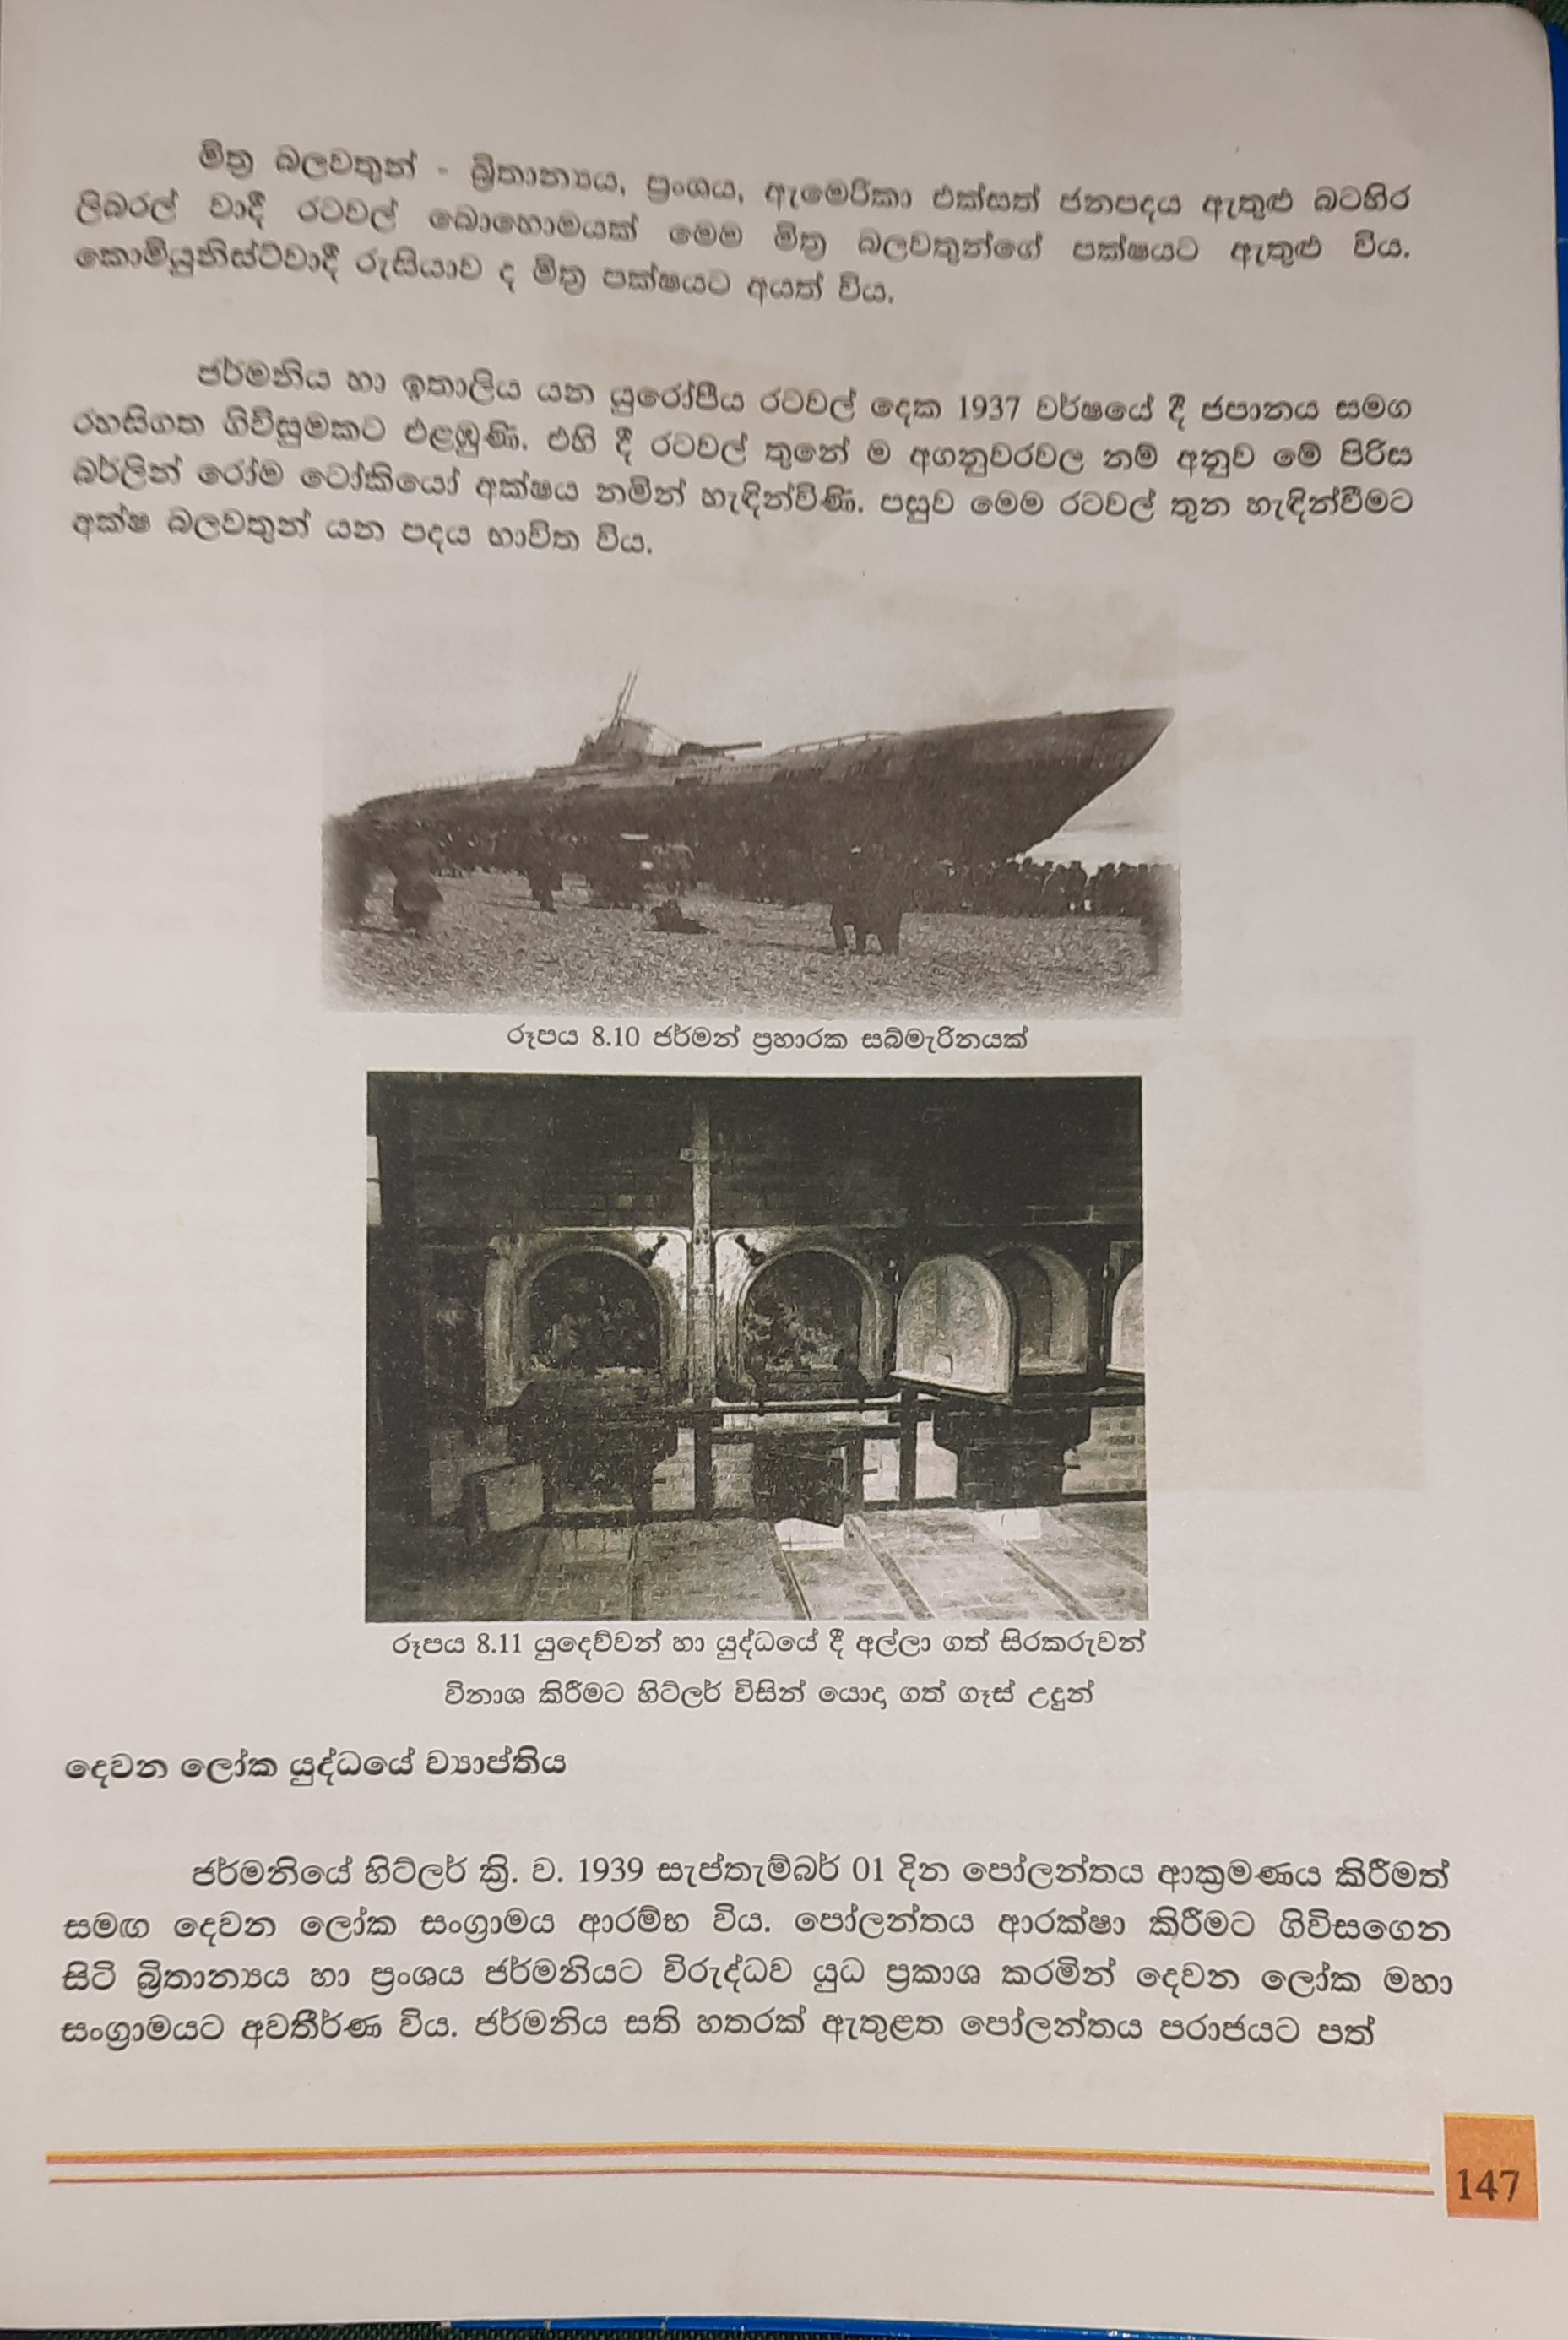 මිත්‍ර බලවතුන් - බ්‍රිතාන්‍යය, ප්‍රංශය, ඇමෙරිකා එක්සත් ජනපදය ඇතුළු බටහිර
ලිබරල් වාදී රටවල් බොහොමයක් මෙම මිත්‍ර බලවතුන්ගේ පක්ෂයට ඇතුළු විය.
කොමියුනිස්ට්වාදී රුසියාව ද මිත්‍ර පක්ෂයට අයත් විය.
ජර්මනිය හා ඉතාලිය යන යුරෝපීය රටවල් දෙක 1937 වර්ෂයේ දී ජපානය සමග
රහසිගත ගිවිසුමකට එළඹුණි. එහි දී රටවල් තුනේ ම අගනුවරවල නම් අනුව මේ පිරිස
බර්ලින් රෝම ටෝකියෝ අක්ෂය නමින් හැඳින්විණි. පසුව මෙම රටවල් තුන හැඳින්වීමට
අක්ෂ බලවතුන් යන පදය භාවිත විය.
රූපය 8.10 ජර්මන් ප්‍රහාරක සබ්මැරිනයක්
රූපය 8.11 යුදෙව්වන් හා යුද්ධයේ දී අල්ලා ගත් සිරකරුවන්
විනාශ කිරීමට හිට්ලර් විසින් යොදා ගත් ගෑස් උදුන්
දෙවන ලෝක යුද්ධයේ ව්‍යාප්තිය
ජර්මනියේ හිට්ලර් ක්‍රි. ව. 1939 සැප්තැම්බර් 01 දින පෝලන්තය ආක්‍රමණය කිරීමත්
සමඟ දෙවන ලෝක සංග්‍රාමය ආරම්භ විය. පෝලන්තය ආරක්ෂා කිරීමට ගිවිසගෙන
සිටි බ්‍රිතාන්‍යය හා ප්‍රංශය ජර්මනියට විරුද්ධව යුධ ප්‍රකාශ කරමින් දෙවන ලෝක මහා
සංග්‍රාමයට අවතීර්ණ විය. ජර්මනිය සති හතරක් ඇතුළත පෝලන්තය පරාජයට පත්
147